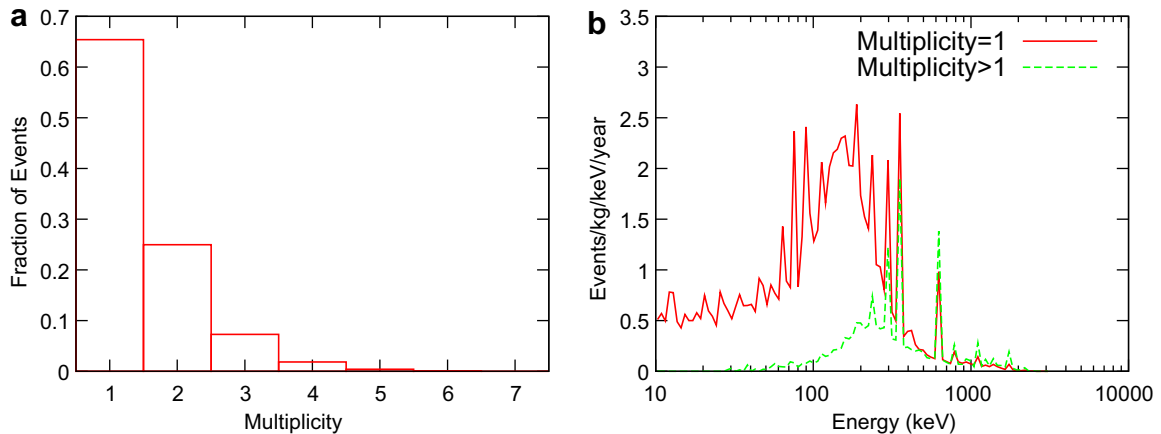 a
0.7
0.6
0.5
0.4
0.3
0.2
0.1
0
Fraction of Events
1 2 3 4 5 6 7
Multiplicity
b
3.5
3
2.5
2
1.5
1
0.5
0
Events/kg/keV/year
Multiplicity=1
Multiplicity>1
10 100 1000 10000
Energy (keV)